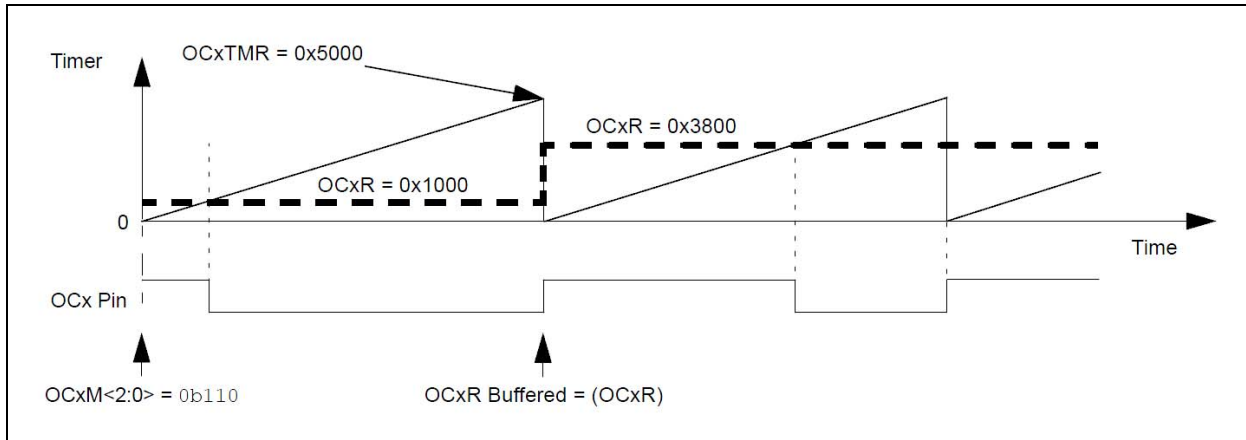 OCxTMR = 0x5000
Timer
OCxR = 0x3800
OCxR = 0x1000
0
Time
OCx Pin
OCxM<2:0> = 0b110
OCxR Buffered = (OCxR)